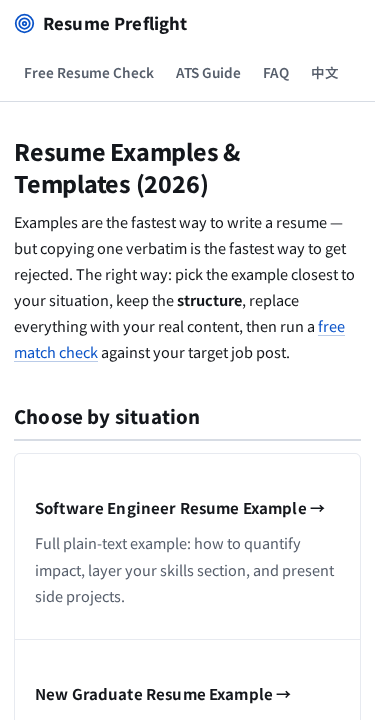 Resume Preflight
Free Resume Check ATS Guide FAQ 中文
Resume Examples &
Templates (2026)
Examples are the fastest way to write a resume —
but copying one verbatim is the fastest way to get
rejected. The right way: pick the example closest to
your situation, keep the structure, replace
everything with your real content, then run a free
match check against your target job post.
Choose by situation
Software Engineer Resume Example →
Full plain-text example: how to quantify
impact, layer your skills section, and present
side projects.
New Graduate Resume Example →